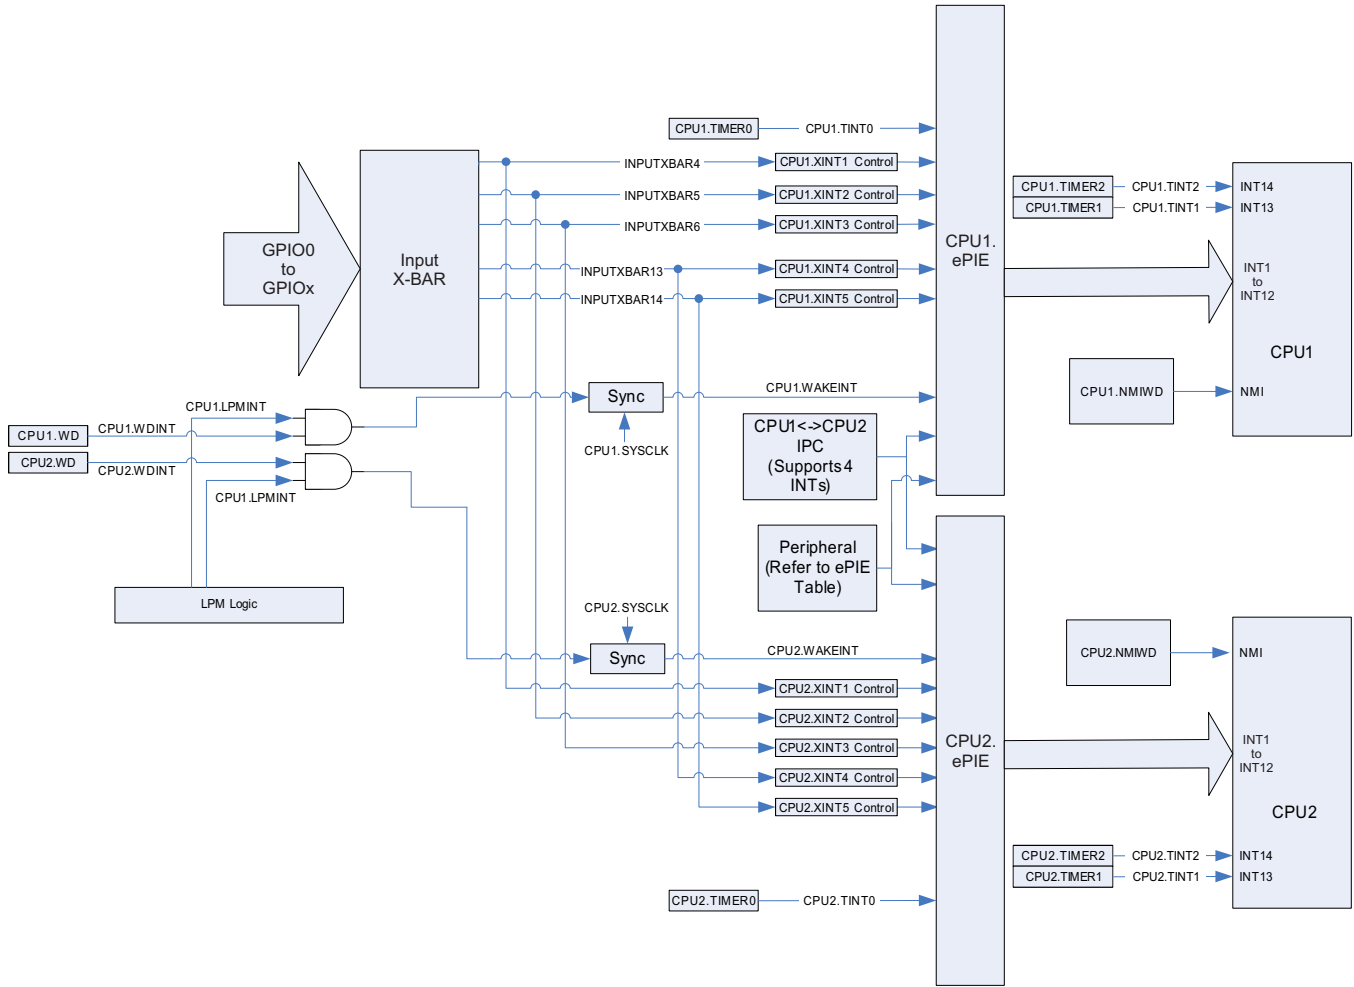 CPU1.TIMER0
CPU1.TINT0
INPUTXBAR4
CPU1.XINT1 Control
INPUTXBAR5
CPU1.XINT2 Control
INPUTXBAR6
CPU1.XINT3 Control
INPUTXBAR13
CPU1.XINT4 Control
INPUTXBAR14
CPU1.XINT5 Control
GPIO0
to
GPIOx
Input
X-BAR
CPU1.
ePIE
CPU1.TIMER2
CPU1.TINT2
INT14
CPU1.TIMER1
CPU1.TINT1
INT13
INT1
to
INT12
CPU1
CPU1.NMIWD
NMI
Sync
CPU1.WAKEINT
CPU1.SYSCLK
CPU1.LPMINT
CPU1.WD
CPU1.WDINT
CPU2.WD
CPU2.WDINT
CPU1.LPMINT
LPM Logic
CPU1<->CPU2
IPC
(Supports 4
INTs)
Peripheral
(Refer to ePIE
Table)
CPU2.SYSCLK
Sync
CPU2.WAKEINT
CPU2.XINT1 Control
CPU2.XINT2 Control
CPU2.XINT3 Control
CPU2.XINT4 Control
CPU2.XINT5 Control
CPU2.
ePIE
CPU2.NMIWD
NMI
INT1
to
INT12
CPU2
CPU2.TIMER2
CPU2.TINT2
INT14
CPU2.TIMER1
CPU2.TINT1
INT13
CPU2.TIMER0
CPU2.TINT0